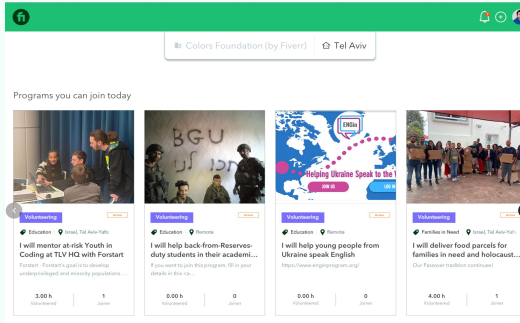 fi
Colors Foundation (by Fiverr)
Tel Aviv
Programs you can join today
BGU
ENGin
Helping Ukraine Speak to the
JOIN US
LOG IN
Volunteering
Education
Israel, Tel Aviv-Yafo
I will mentor at-risk Youth in
Coding at TLV HQ with Forstart
Forstart - Forstart's goal is to develop
underprivileged and minority populations...
3.00 h
Volunteered
1
Joiner
Volunteering
Education
Remote
I will help back-from-Reserves-
duty students in their academi...
If you want to join this program, fill in your
details in this ca...
0.00 h
Volunteered
0
Joiner
Volunteering
Education
Remote
I will help young people from
Ukraine speak English
https://www.enginprogram.org/
0.00 h
Volunteered
0
Joiner
Volunteering
Families in Need
Israel, Tel Aviv-Yafo
I will deliver food parcels for
families in need and holocaust...
Our Passover tradition continues!
4.00 h
Volunteered
1
Joiner